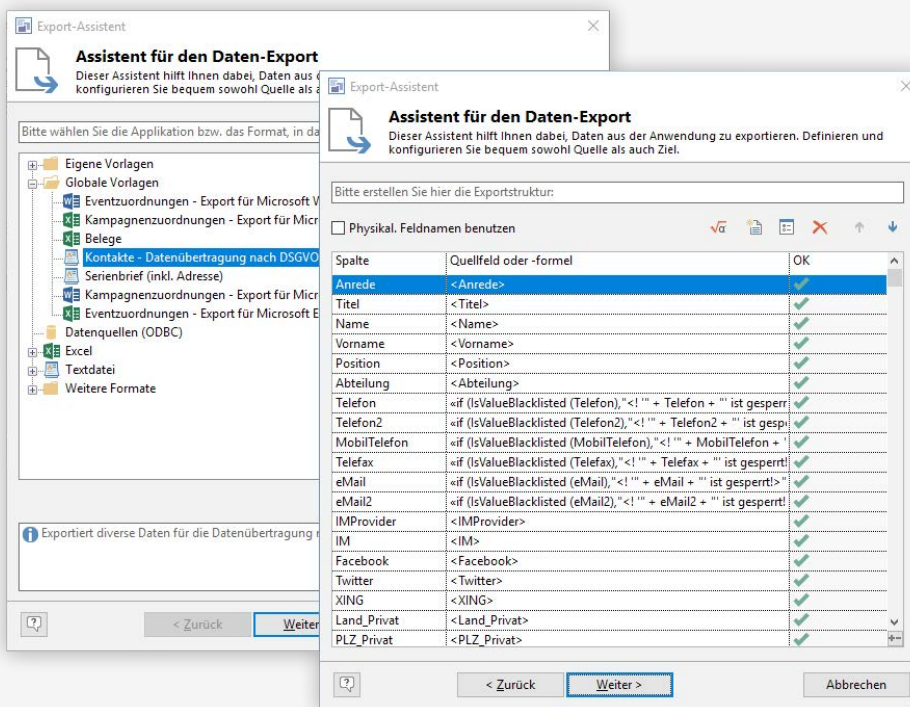 Export-Assistent
Assistent für den Daten-Export
Dieser Assistent hilft Ihnen dabei, Daten aus
konfigurieren Sie bequem sowohl Quelle als
Bitte wählen Sie die Applikation bzw. das Format, in
Eigene Vorlagen
Globale Vorlagen
Eventzuordnungen - Export für Microsoft
Kampagnenzuordnungen - Export für
Belege
Kontakte - Datenübertragung nach DSGVO
Serienbrief (inkl. Adresse)
Kampagnenzuordnungen - Export für
Eventzuordnungen - Export für Microsoft
Datenquellen (ODBC)
Excel
Textdatei
Weitere Formate
Exportiert diverse Daten für die Datenübertragung
< Zurück
Weiter
Export-Assistent
Assistent für den Daten-Export
Dieser Assistent hilft Ihnen dabei, Daten aus der Anwendung zu exportieren. Definieren und
konfigurieren Sie bequem sowohl Quelle als auch Ziel.
Bitte erstellen Sie hier die Exportstruktur:
Physikal. Feldnamen benutzen
Spalte Quellfeld oder -formel OK
Anrede <Anrede>
Titel <Titel>
Name <Name>
Vorname <Vorname>
Position <Position>
Abteilung <Abteilung>
Telefon «if (IsValueBlacklisted (Telefon),"<! '" + Telefon + "' ist gesperr
Telefon2 «if (IsValueBlacklisted (Telefon2),"<! '" + Telefon2 + "' ist gesp
MobilTelefon «if (IsValueBlacklisted (MobilTelefon),"<! '" + MobilTelefon + '
Telefax «if (IsValueBlacklisted (Telefax),"<! '" + Telefax + "' ist gesperrt!
eMail «if (IsValueBlacklisted (eMail),"<! '" + eMail + "' ist gesperrt!>"
eMail2 «if (IsValueBlacklisted (eMail2),"<! '" + eMail2 + "' ist gesperrt!
IMProvider <IMProvider>
IM <IM>
Facebook <Facebook>
Twitter <Twitter>
XING <XING>
Land_Privat <Land_Privat>
PLZ_Privat <PLZ_Privat>
< Zurück
Weiter >
Abbrechen